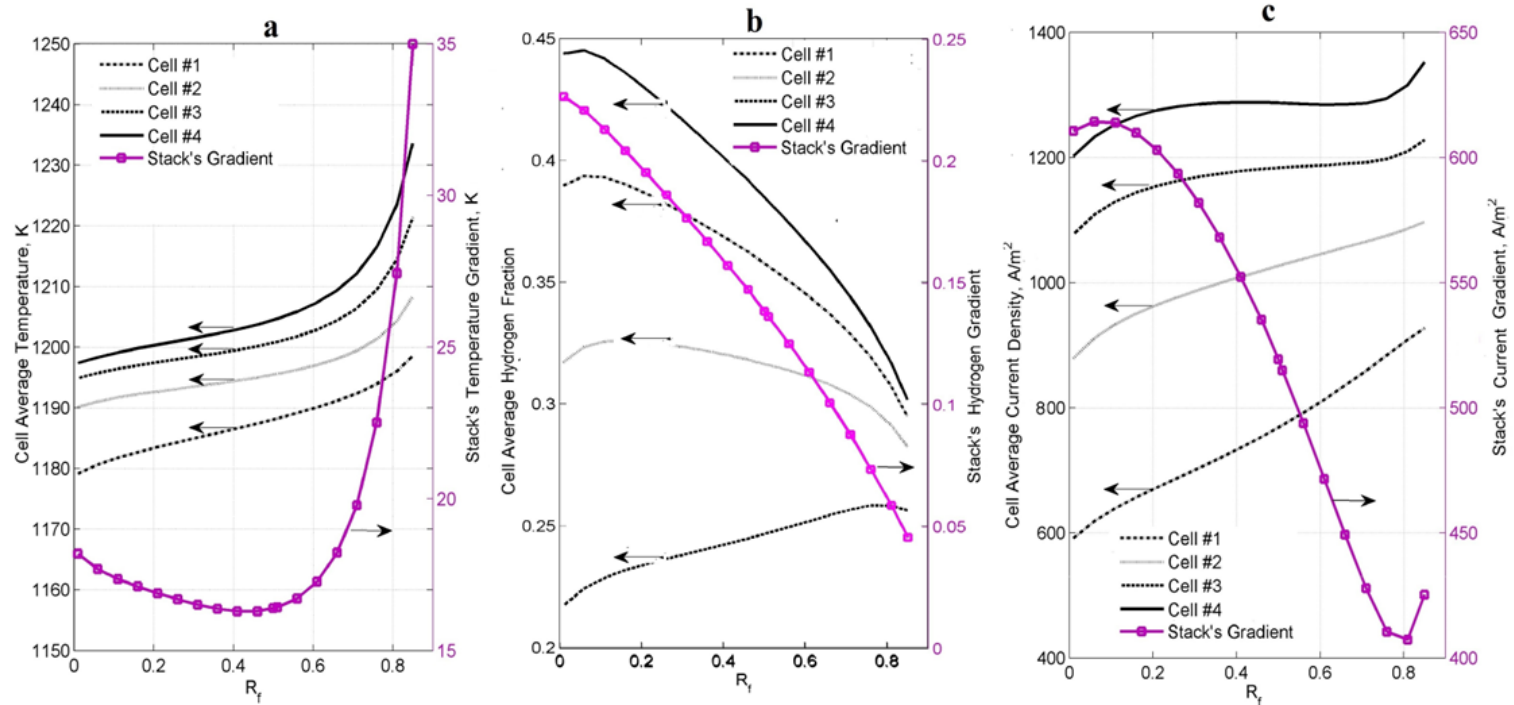 a
Cell Average Temperature, K
1250
1240
1230
1220
1210
1200
1190
1180
1170
1160
1150
0
0.2
0.4
0.6
0.8
R_f
Cell #1
Cell #2
Cell #3
Cell #4
Stack's Gradient
35
30
25
20
15
Stack's Temperature Gradient, K
b
Cell Average Hydrogen Fraction
0.45
0.4
0.35
0.3
0.25
0.2
0
0.2
0.4
0.6
0.8
R_f
Cell #1
Cell #2
Cell #3
Cell #4
Stack's Gradient
0.25
0.2
0.15
0.1
0.05
0
Stack's Hydrogen Gradient
c
Cell Average Current Density, A/m²
1400
1200
1000
800
600
400
0
0.2
0.4
0.6
0.8
R_f
Cell #1
Cell #2
Cell #3
Cell #4
Stack's Gradient
650
600
550
500
450
400
Stack's Current Gradient, A/m²